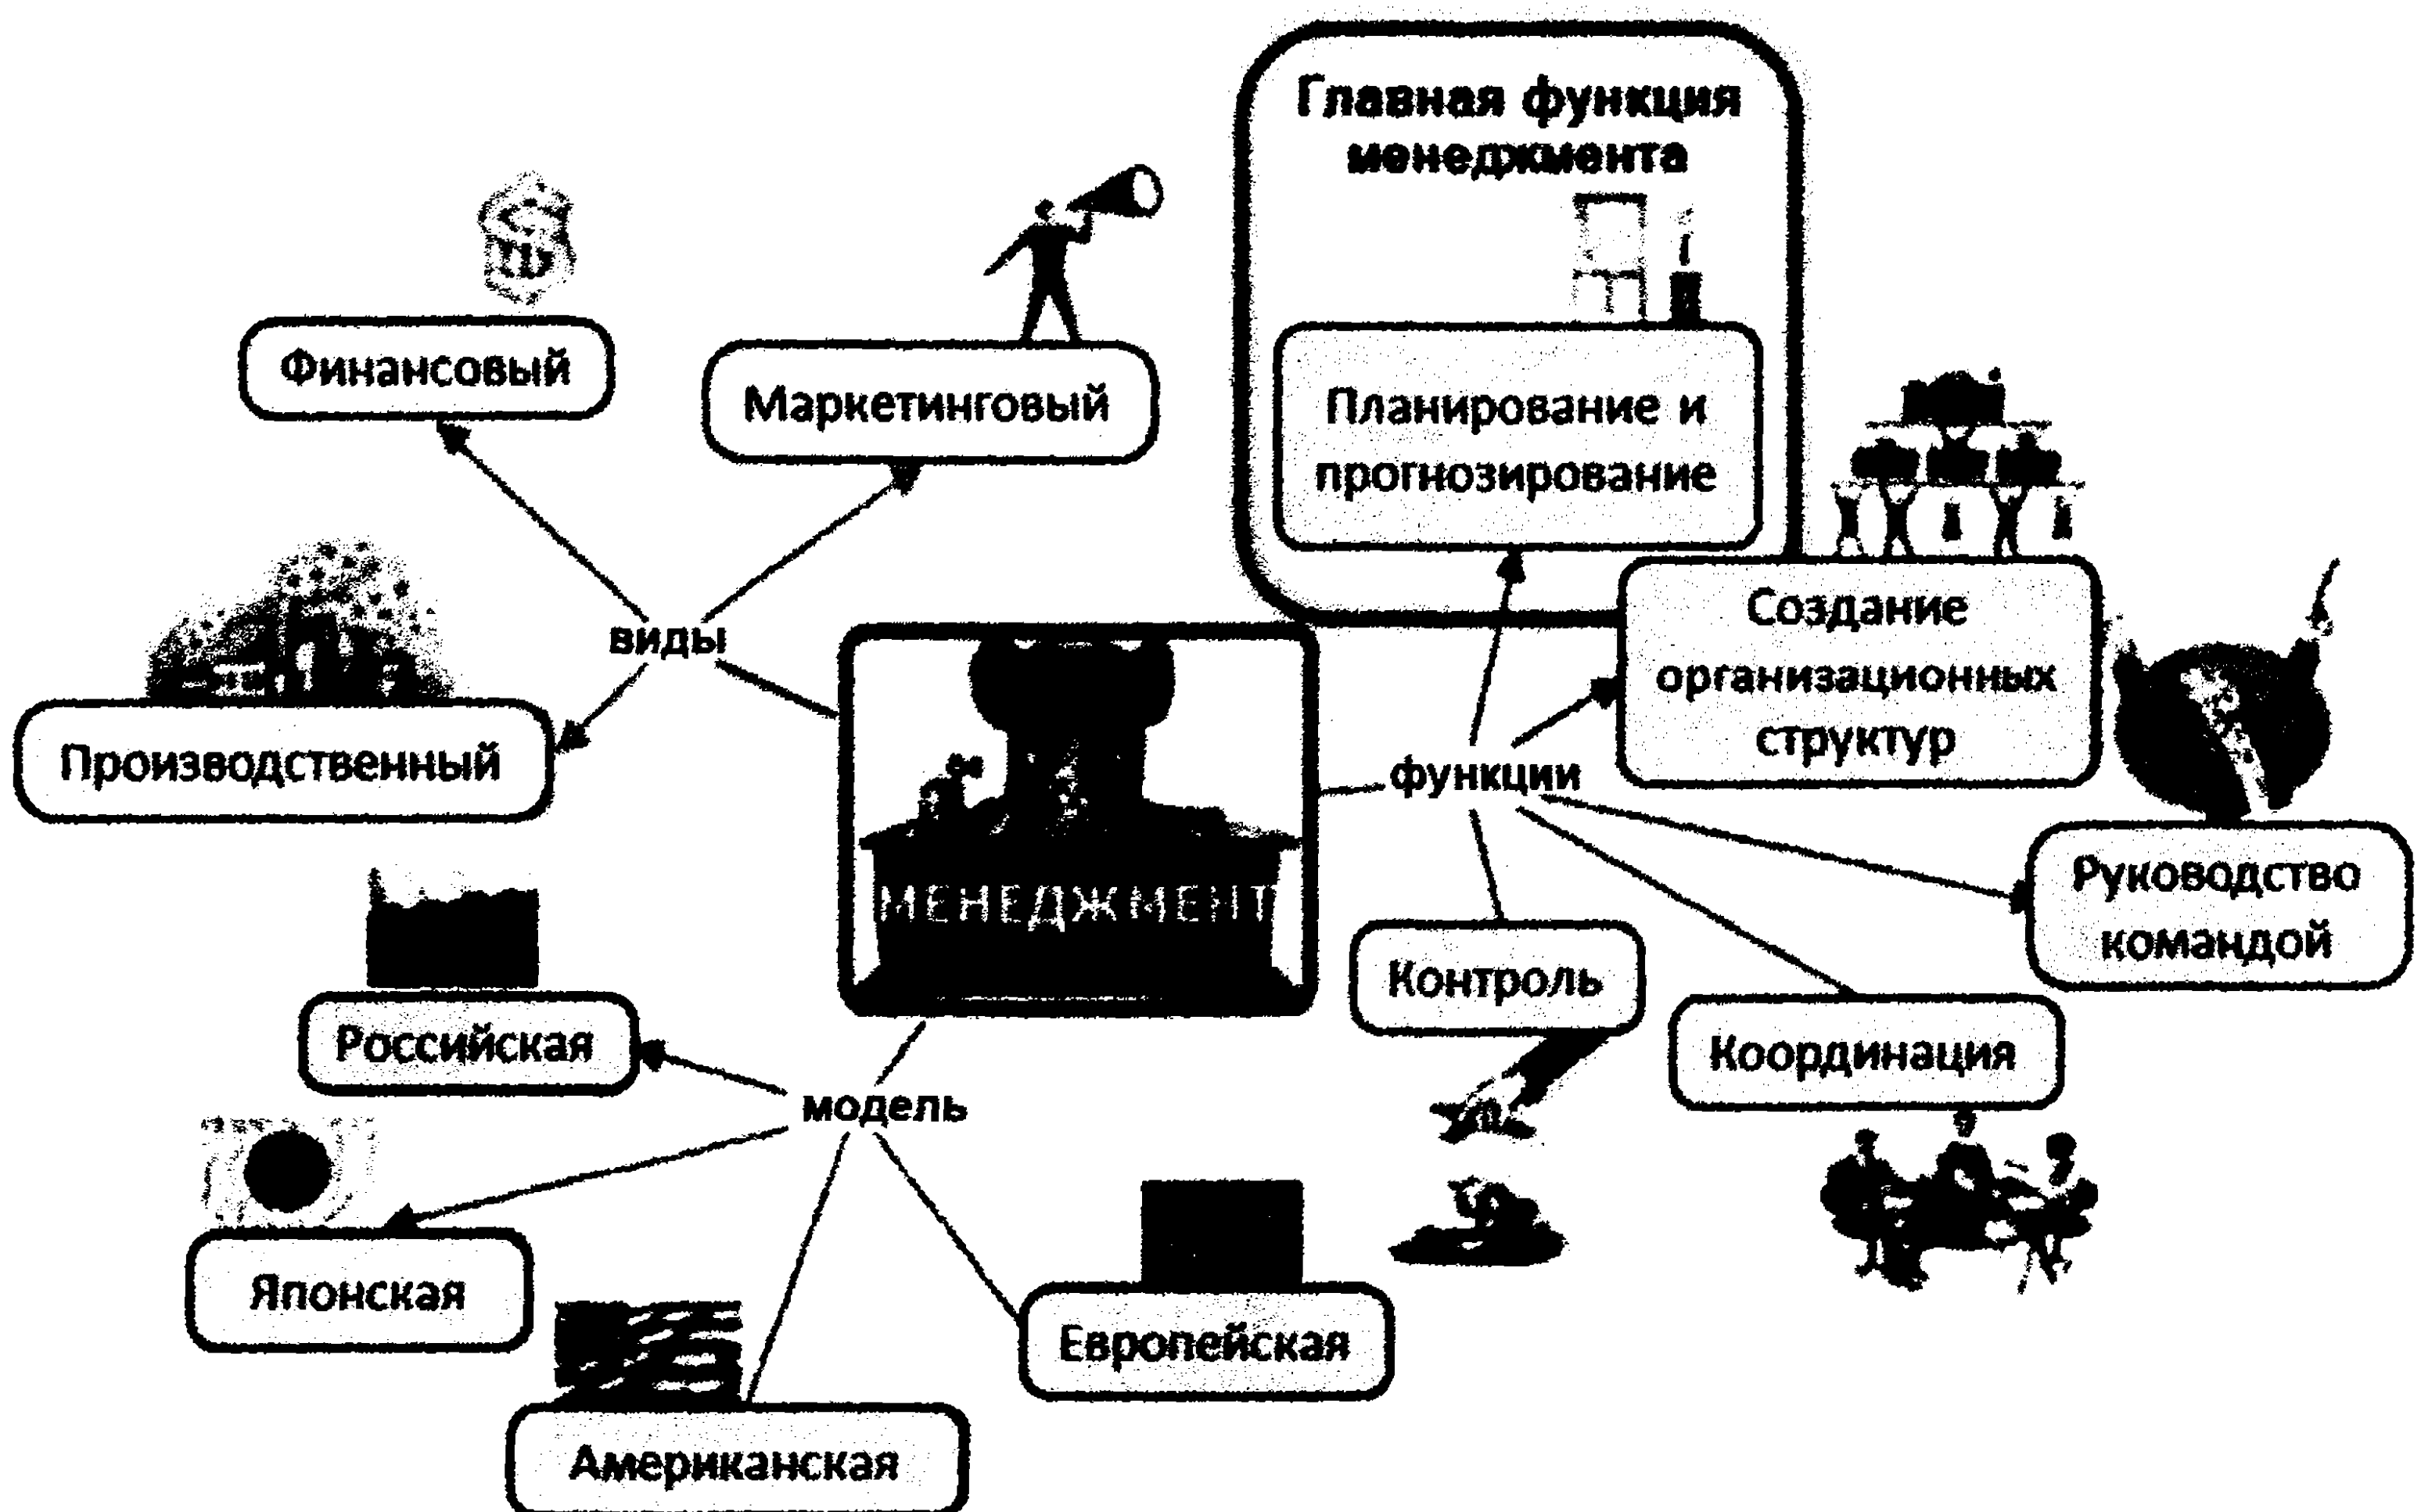 Главная функция
менеджмента
Финансовый
Маркетинговый
Планирование и
прогнозирование
виды
Создание
организационных
структур
Производственный
функции
МЕНЕДЖМЕНТ
Руководство
командой
Контроль
Российская
Координация
модель
Японская
Европейская
Американская